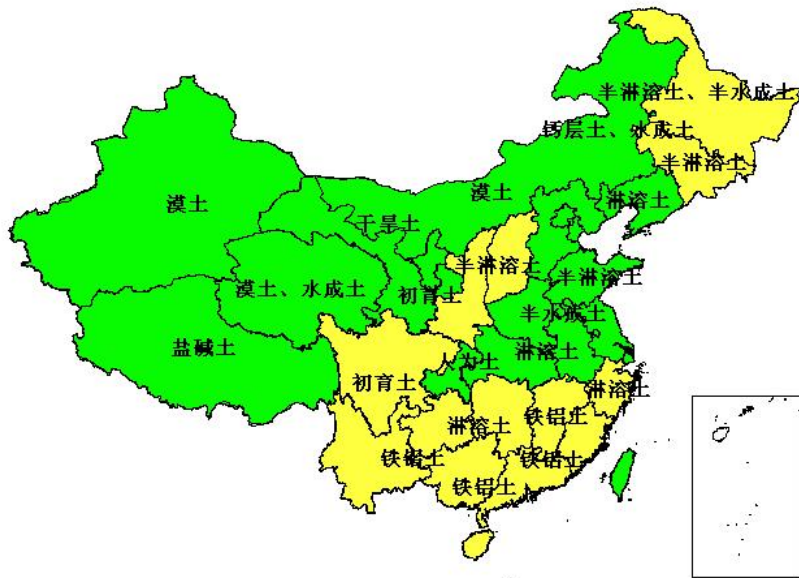 半淋溶土、半水成土
钙层土、水成土
半淋溶土
漠土
淋溶土
漠土
干旱土
半淋溶土
半淋溶土
漠土、水成土
初育土
半水成土
盐碱土
人为土
淋溶土
初育土
淋溶土
铁铝土
淋溶土
铁铝土
铁铝土
铁铝土